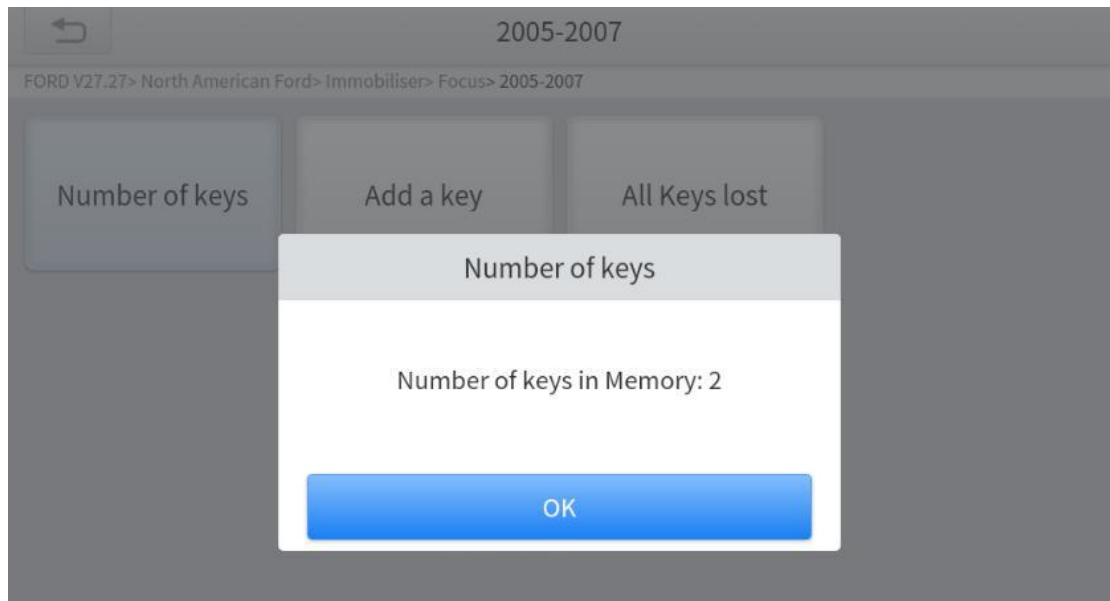 2005-2007
FORD V27.27> North American Ford> Immobiliser> Focus> 2005-2007
Number of keys
Add a key
All Keys lost
Number of keys
Number of keys in Memory: 2
OK